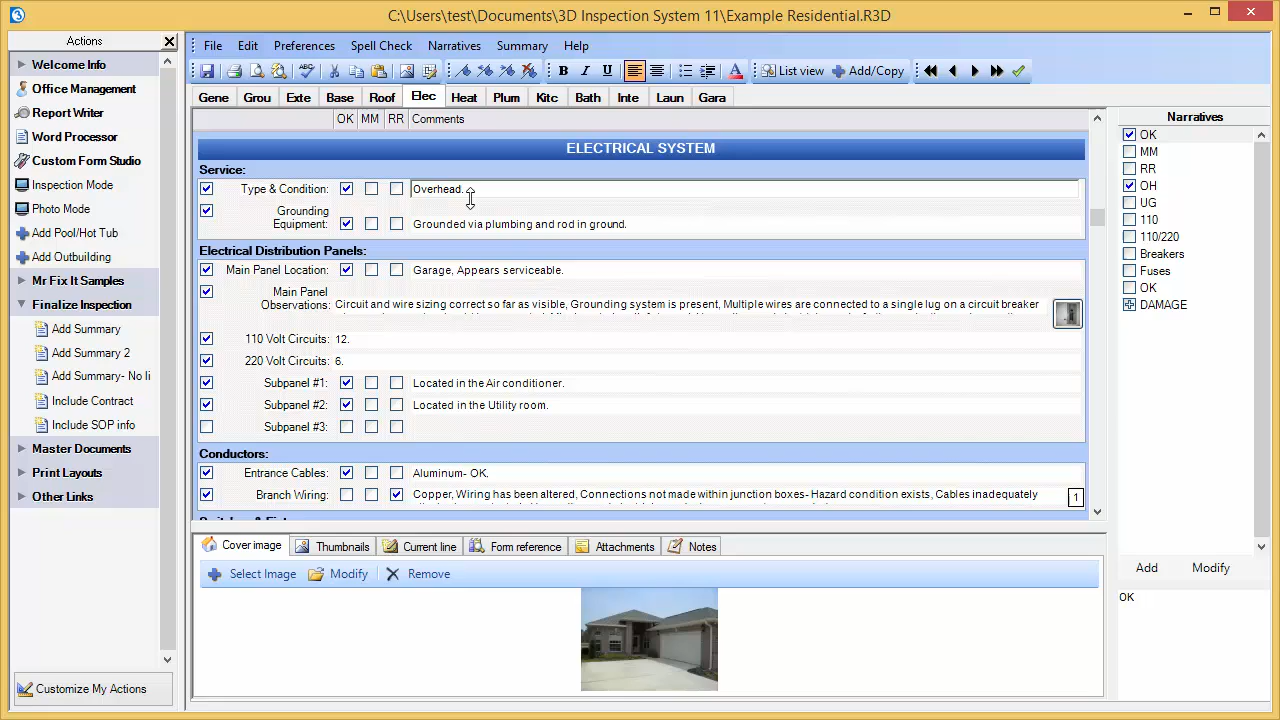 C:\Users\test\Documents\3D Inspection System 11\Example Residential.R3D
Actions
Welcome Info
Office Management
Report Writer
Word Processor
Custom Form Studio
Inspection Mode
Photo Mode
Add Pool/Hot Tub
Add Outbuilding
Mr Fix It Samples
Finalize Inspection
Add Summary
Add Summary 2
Add Summary- No li
Include Contract
Include SOP info
Master Documents
Print Layouts
Other Links
Customize My Actions
File Edit Preferences Spell Check Narratives Summary Help
B I U A List view Add/Copy
Gene Grou Exte Base Roof Elec Heat Plum Kitc Bath Inte Laun Gara
OK MM RR Comments
ELECTRICAL SYSTEM
Service:
Type & Condition: Overhead.
Grounding
Equipment: Grounded via plumbing and rod in ground.
Electrical Distribution Panels:
Main Panel Location: Garage, Appears serviceable.
Main Panel
Observations: Circuit and wire sizing correct so far as visible, Grounding system is present, Multiple wires are connected to a single lug on a circuit breaker
110 Volt Circuits: 12.
220 Volt Circuits: 6.
Subpanel #1: Located in the Air conditioner.
Subpanel #2: Located in the Utility room.
Subpanel #3:
Conductors:
Entrance Cables: Aluminum- OK.
Branch Wiring: Copper, Wiring has been altered, Connections not made within junction boxes- Hazard condition exists, Cables inadequately
1
Cover image Thumbnails Current line Form reference Attachments Notes
Select Image Modify Remove
Narratives
OK
MM
RR
OH
UG
110
110/220
Breakers
Fuses
OK
DAMAGE
Add Modify
OK